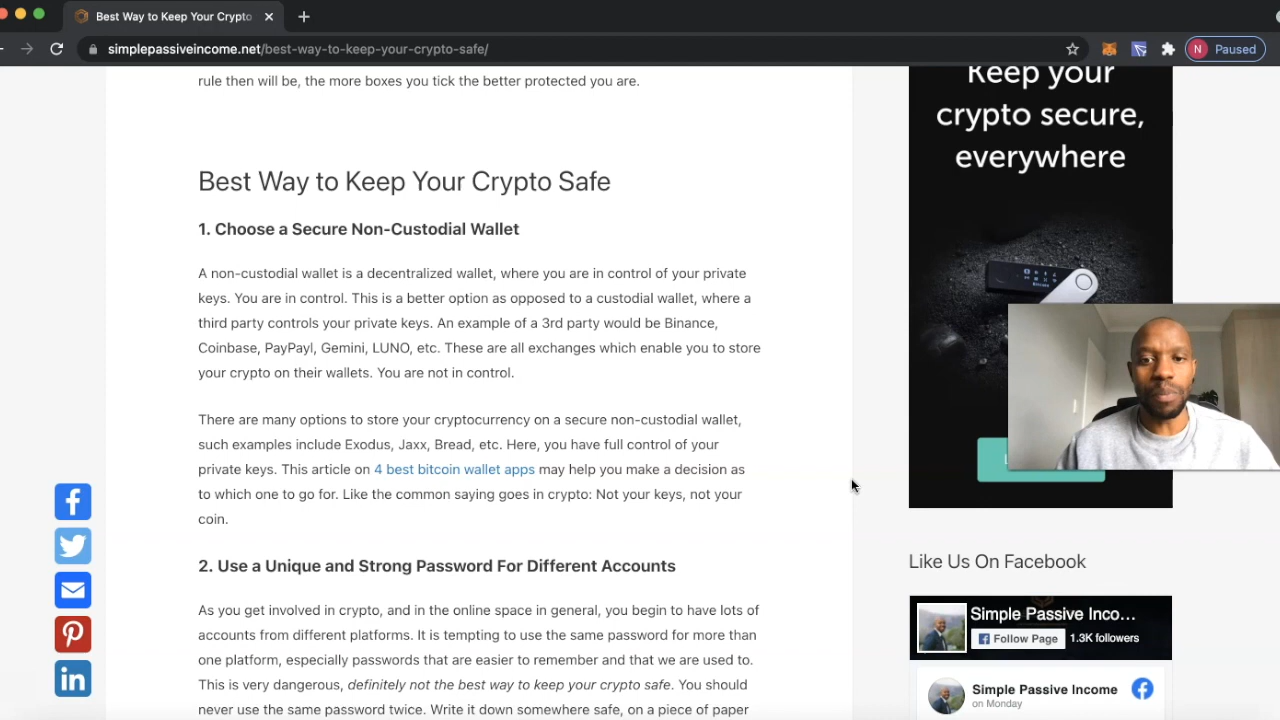 Best Way to Keep Your Crypto
simplepassiveincome.net/best-way-to-keep-your-crypto-safe/
N Paused
rule then will be, the more boxes you tick the better protected you are.
Best Way to Keep Your Crypto Safe
1. Choose a Secure Non-Custodial Wallet
A non-custodial wallet is a decentralized wallet, where you are in control of your private
keys. You are in control. This is a better option as opposed to a custodial wallet, where a
third party controls your private keys. An example of a 3rd party would be Binance,
Coinbase, PayPayl, Gemini, LUNO, etc. These are all exchanges which enable you to store
your crypto on their wallets. You are not in control.
There are many options to store your cryptocurrency on a secure non-custodial wallet,
such examples include Exodus, Jaxx, Bread, etc. Here, you have full control of your
private keys. This article on 4 best bitcoin wallet apps may help you make a decision as
to which one to go for. Like the common saying goes in crypto: Not your keys, not your
coin.
2. Use a Unique and Strong Password For Different Accounts
As you get involved in crypto, and in the online space in general, you begin to have lots of
accounts from different platforms. It is tempting to use the same password for more than
one platform, especially passwords that are easier to remember and that we are used to.
This is very dangerous, definitely not the best way to keep your crypto safe. You should
never use the same password twice. Write it down somewhere safe, on a piece of paper
Keep your
crypto secure,
everywhere
Bitcoin
Like Us On Facebook
Simple Passive Inco...
Follow Page
1.3K followers
Simple Passive Income
on Monday